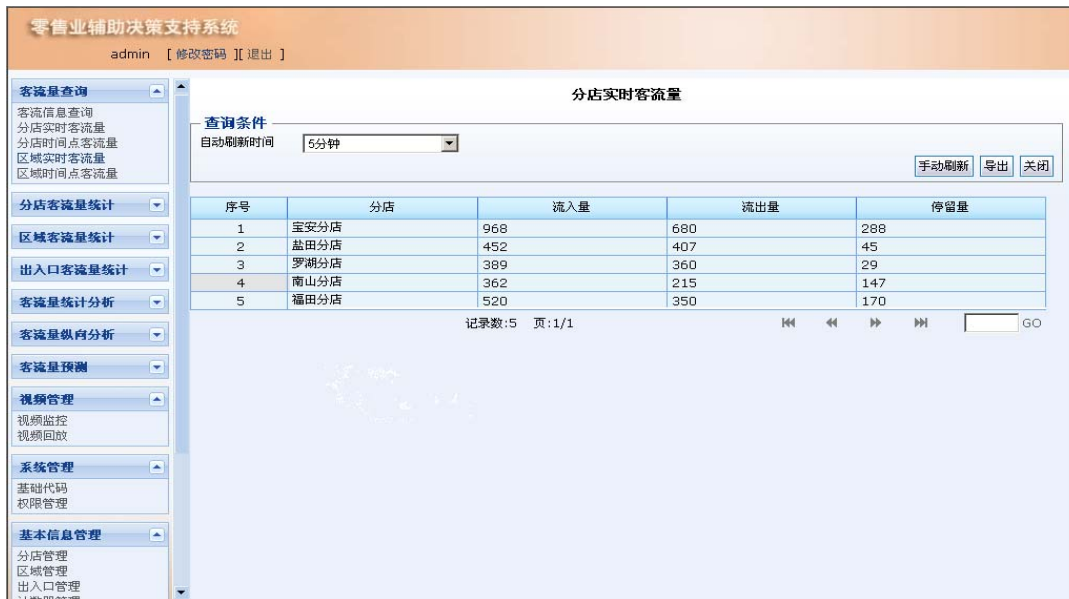 零售业辅助决策支持系统
admin [ 修改密码 ][ 退出 ]
客流量查询
客流信息查询
分店实时客流量
分店时间点客流量
区域实时客流量
区域时间点客流量
分店客流量统计
区域客流量统计
出入口客流量统计
客流量统计分析
客流量纵向分析
客流量预测
视频管理
视频监控
视频回放
系统管理
基础代码
权限管理
基本信息管理
分店管理
区域管理
出入口管理
分店实时客流量
查询条件
自动刷新时间 5分钟
手动刷新 导出 关闭
序号 分店 流入量 流出量 停留量
1 宝安分店 968 680 288
2 盐田分店 452 407 45
3 罗湖分店 389 360 29
4 南山分店 362 215 147
5 福田分店 520 350 170
记录数:5 页:1/1 GO